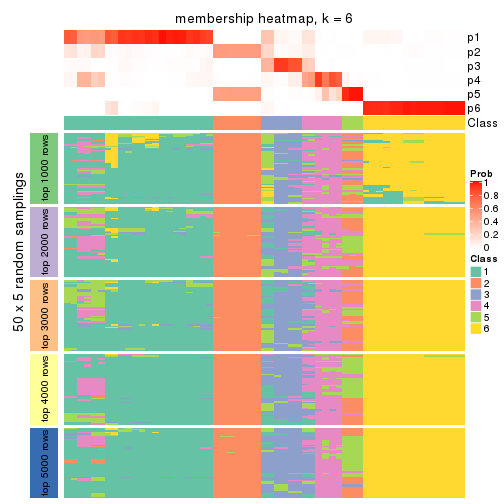 membership heatmap, k = 6
p1
p2
p3
p4
p5
p6
Class
50 x 5 random samplings
top 1000 rows
top 2000 rows
top 3000 rows
top 4000 rows
top 5000 rows
Prob
1
0.8
0.6
0.4
0.2
0
Class
1
2
3
4
5
6